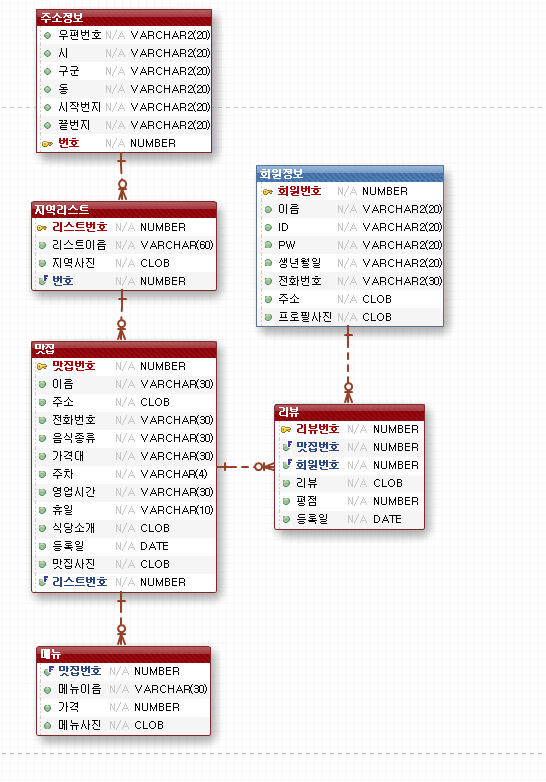 주소정보
우편번호 N/A VARCHAR2(20)
시 N/A VARCHAR2(20)
구군 N/A VARCHAR2(20)
동 N/A VARCHAR2(20)
시작번지 N/A VARCHAR2(20)
끝번지 N/A VARCHAR2(20)
번호 N/A NUMBER
지역리스트
리스트번호 N/A NUMBER
리스트이름 N/A VARCHAR(60)
지역사진 N/A CLOB
번호 N/A NUMBER
맛집
맛집번호 N/A NUMBER
이름 N/A VARCHAR(30)
주소 N/A CLOB
전화번호 N/A VARCHAR(30)
음식종류 N/A VARCHAR(30)
가격대 N/A VARCHAR(30)
주차 N/A VARCHAR(4)
영업시간 N/A VARCHAR(30)
휴일 N/A VARCHAR(10)
식당소개 N/A CLOB
등록일 N/A DATE
맛집사진 N/A CLOB
리스트번호 N/A NUMBER
메뉴
맛집번호 N/A NUMBER
메뉴이름 N/A VARCHAR(30)
가격 N/A NUMBER
메뉴사진 N/A CLOB
회원정보
회원번호 N/A NUMBER
이름 N/A VARCHAR2(20)
ID N/A VARCHAR2(20)
PW N/A VARCHAR2(20)
생년월일 N/A VARCHAR2(20)
전화번호 N/A VARCHAR2(30)
주소 N/A CLOB
프로필사진 N/A CLOB
리뷰
리뷰번호 N/A NUMBER
맛집번호 N/A NUMBER
회원번호 N/A NUMBER
리뷰 N/A CLOB
평점 N/A NUMBER
등록일 N/A DATE